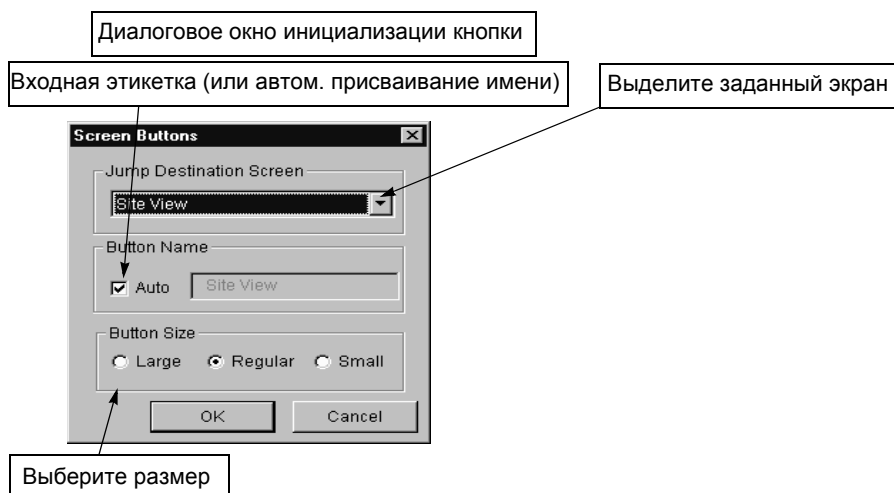 Диалоговое окно инициализации кнопки
Входная этикетка (или автом. присваивание имени)
Выделите заданный экран
Screen Buttons
Jump Destination Screen
Site View
Button Name
Auto
Site View
Button Size
Large
Regular
Small
OK
Cancel
Выберите размер